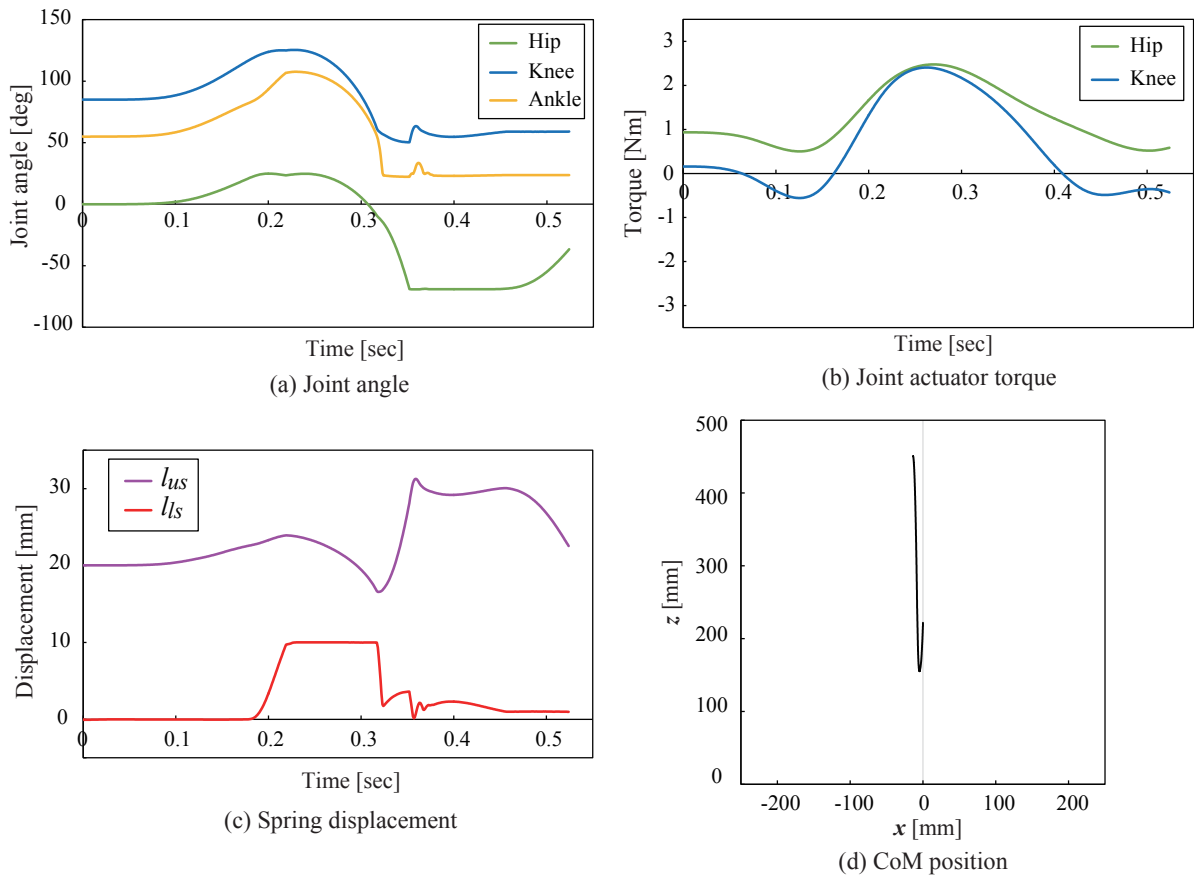 150
100
50
0
-50
-100
Joint angle [deg]
0
0.1
0.2
0.3
0.4
0.5
Hip
Knee
Ankle
Time [sec]
(a) Joint angle
3
2
1
0
-1
-2
-3
Torque [Nm]
0
0.1
0.2
0.3
0.4
0.5
Hip
Knee
Time [sec]
(b) Joint actuator torque
30
20
10
0
Displacement [mm]
lus
lls
0
0.1
0.2
0.3
0.4
0.5
Time [sec]
(c) Spring displacement
500
400
300
200
100
0
z [mm]
-200
-100
0
100
200
x [mm]
(d) CoM position